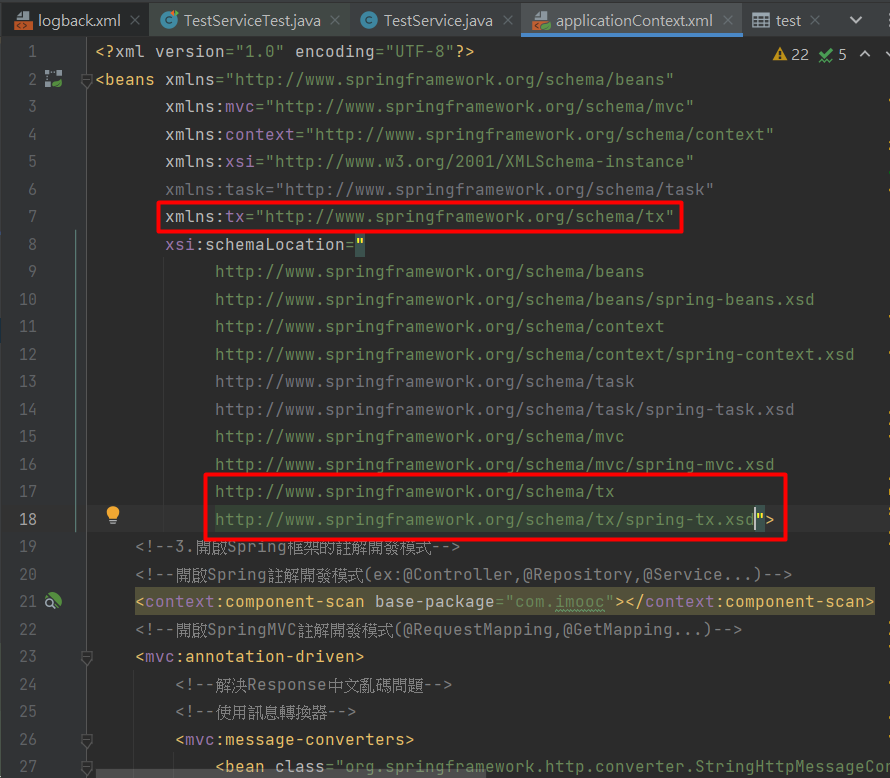 logback.xml TestServiceTest.java TestService.java applicationContext.xml test
22 5
1 <?xml version="1.0" encoding="UTF-8"?>
2 <beans xmlns="http://www.springframework.org/schema/beans"
3 xmlns:mvc="http://www.springframework.org/schema/mvc"
4 xmlns:context="http://www.springframework.org/schema/context"
5 xmlns:xsi="http://www.w3.org/2001/XMLSchema-instance"
6 xmlns:task="http://www.springframework.org/schema/task"
7 xmlns:tx="http://www.springframework.org/schema/tx"
8 xsi:schemaLocation="
9 http://www.springframework.org/schema/beans
10 http://www.springframework.org/schema/beans/spring-beans.xsd
11 http://www.springframework.org/schema/context
12 http://www.springframework.org/schema/context/spring-context.xsd
13 http://www.springframework.org/schema/task
14 http://www.springframework.org/schema/task/spring-task.xsd
15 http://www.springframework.org/schema/mvc
16 http://www.springframework.org/schema/mvc/spring-mvc.xsd
17 http://www.springframework.org/schema/tx
18 http://www.springframework.org/schema/tx/spring-tx.xsd">
19 <!--3.開啟Spring框架的註解開發模式-->
20 <!--開啟Spring註解開發模式(ex:@Controller,@Repository,@Service...)-->
21 <context:component-scan base-package="com.imooc"></context:component-scan>
22 <!--開啟SpringMVC註解開發模式(@RequestMapping,@GetMapping...)-->
23 <mvc:annotation-driven>
24 <!--解決Response中文亂碼問題-->
25 <!--使用訊息轉換器-->
26 <mvc:message-converters>
27 <bean class="org.springframework.http.converter.StringHttpMessageCo